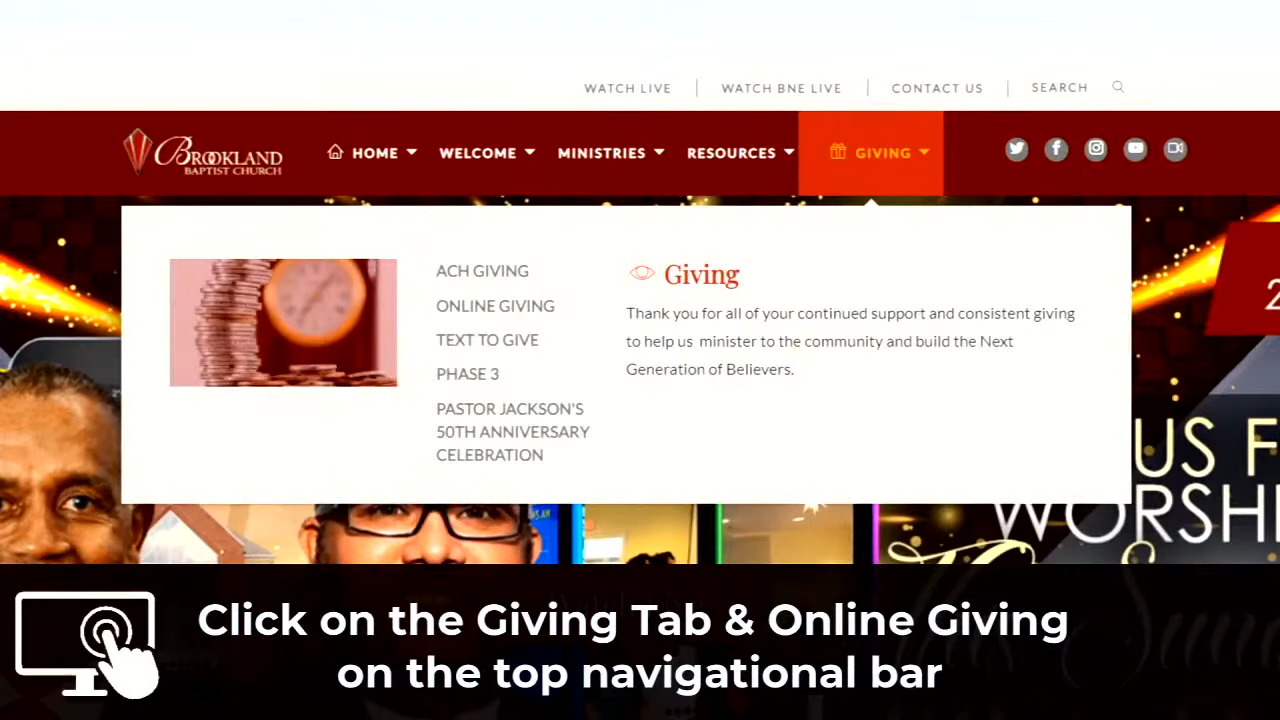 WATCH LIVE
WATCH BNE LIVE
CONTACT US
SEARCH
BROOKLAND
BAPTIST CHURCH
HOME
WELCOME
MINISTRIES
RESOURCES
GIVING
ACH GIVING
ONLINE GIVING
TEXT TO GIVE
PHASE 3
PASTOR JACKSON'S
50TH ANNIVERSARY
CELEBRATION
Giving
Thank you for all of your continued support and consistent giving
to help us minister to the community and build the Next
Generation of Believers.
US F
WORSHI
Click on the Giving Tab & Online Giving
on the top navigational bar